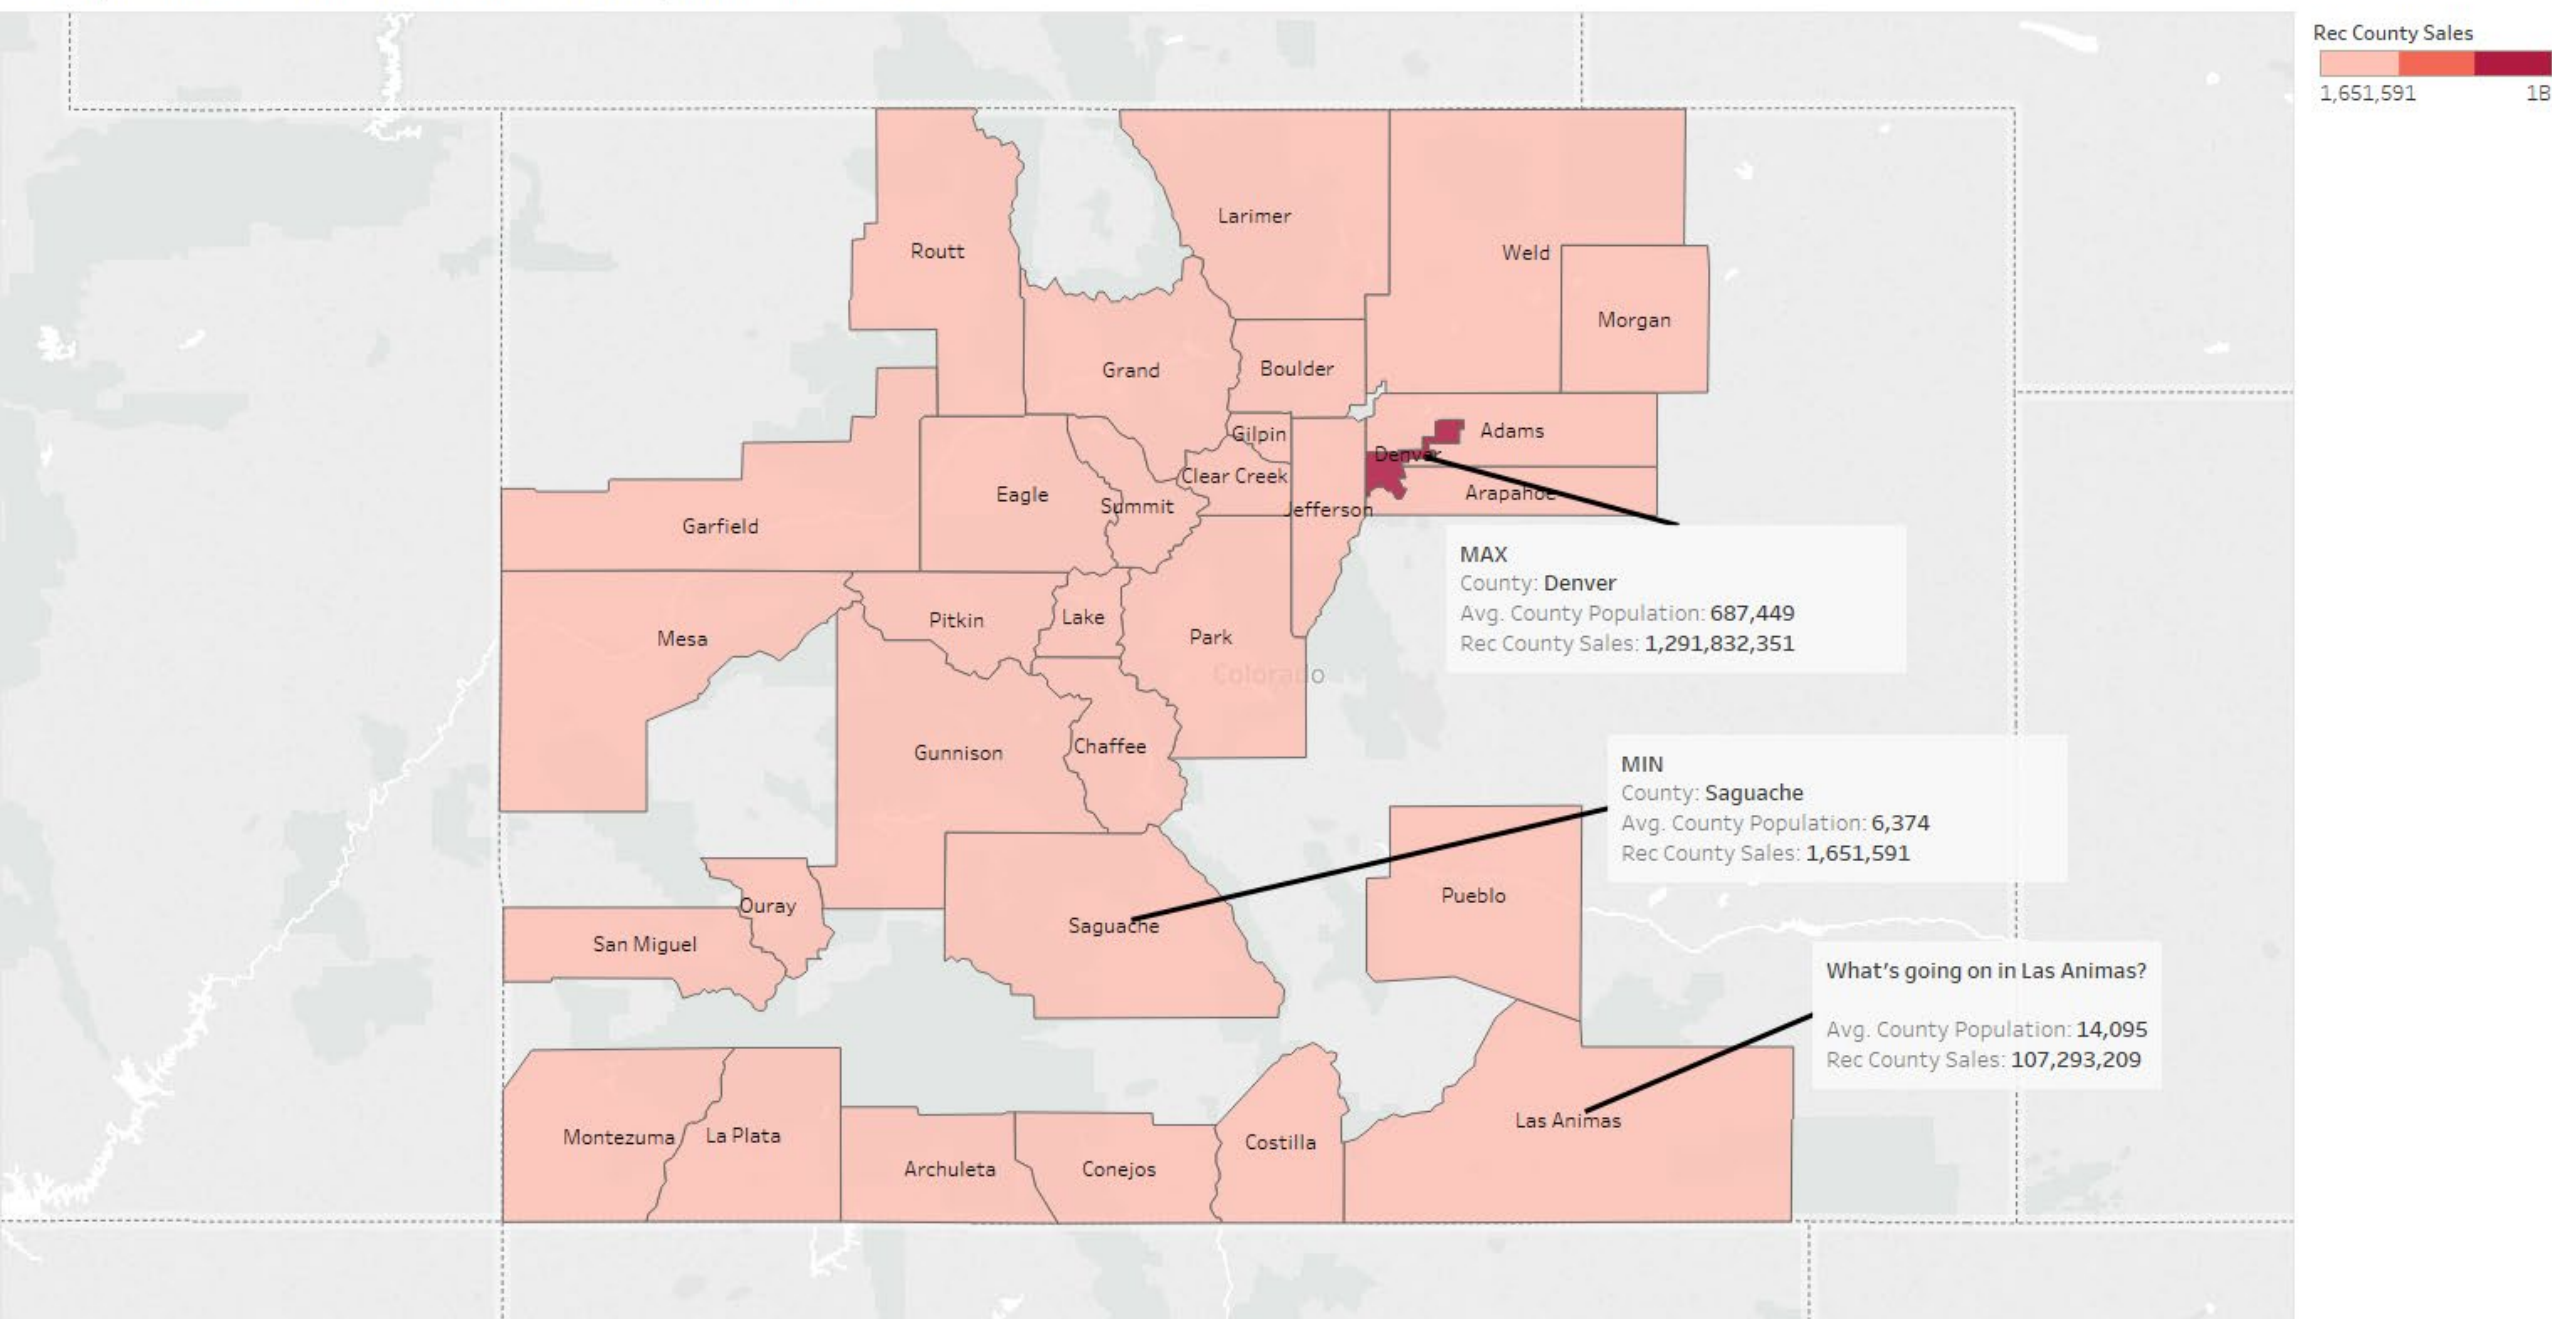 Rec County Sales
1,651,591
1B
Larimer
Routt
Weld
Morgan
Grand
Boulder
Gilpin
Adams
Denver
Clear Creek
Eagle
Summit
Arapahoe
Jefferson
Garfield
MAX
County: Denver
Avg. County Population: 687,449
Rec County Sales: 1,291,832,351
Pitkin
Lake
Mesa
Park
Colorado
Gunnison
Chaffee
MIN
County: Saguache
Avg. County Population: 6,374
Rec County Sales: 1,651,591
Pueblo
Ouray
Saguache
San Miguel
What's going on in Las Animas?
Avg. County Population: 14,095
Rec County Sales: 107,293,209
Las Animas
Montezuma
La Plata
Costilla
Archuleta
Conejos